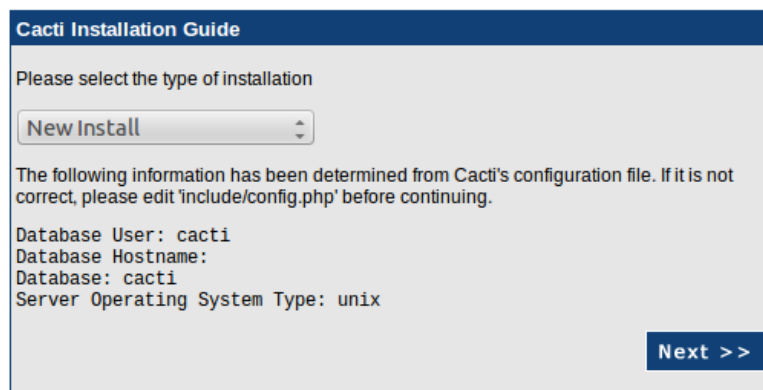 Cacti Installation Guide
Please select the type of installation
New Install
The following information has been determined from Cacti's configuration file. If it is not
correct, please edit 'include/config.php' before continuing.
Database User: cacti
Database Hostname:
Database: cacti
Server Operating System Type: unix
Next >>